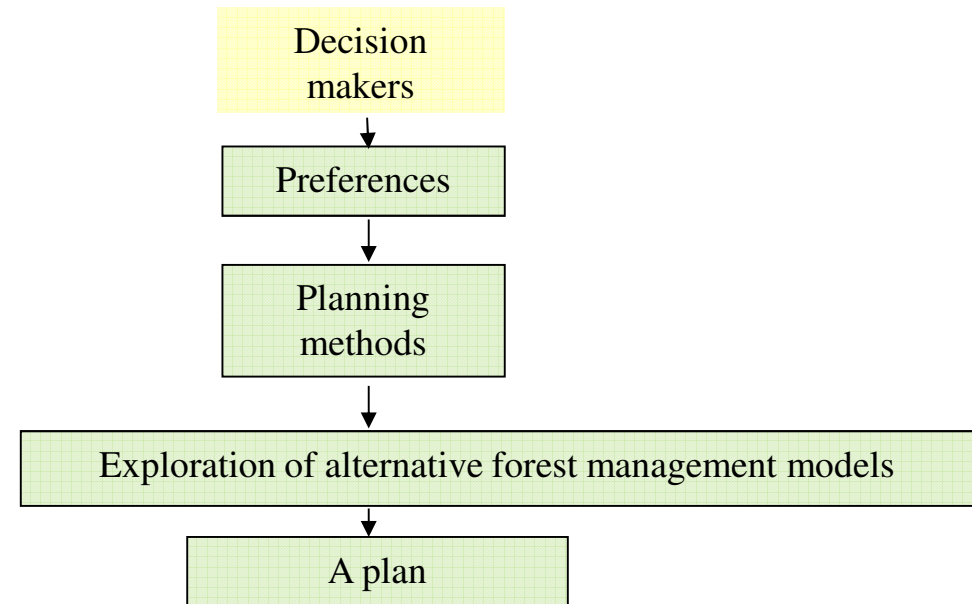 Decision
makers
Preferences
Planning
methods
Exploration of alternative forest management models
A plan